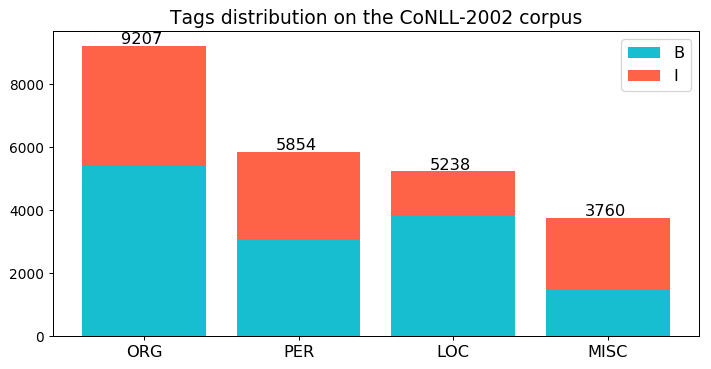 Tags distribution on the CoNLL-2002 corpus
9207
5854
5238
3760
B
I
8000
6000
4000
2000
0
ORG PER LOC MISC